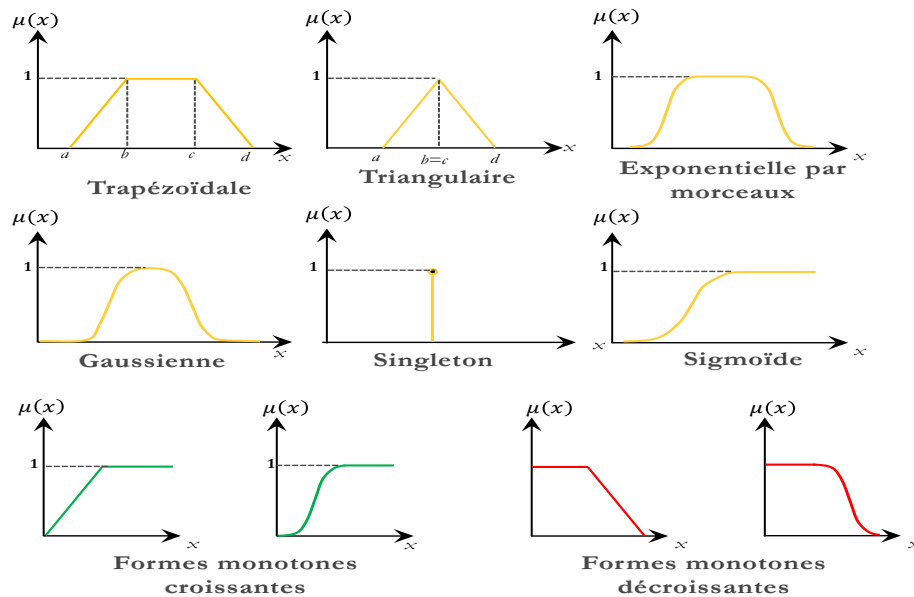 μ(x)
μ(x)
μ(x)
1
1
1
a
b
c
d
x
a
b=c
d
x
x
Trapézoïdale
Triangulaire
Exponentielle par
morceaux
μ(x)
μ(x)
μ(x)
1
1
1
x
x
x
Gaussienne
Singleton
Sigmoïde
μ(x)
μ(x)
μ(x)
μ(x)
1
1
x
x
x
x
Formes monotones
croissantes
Formes monotones
décroissantes